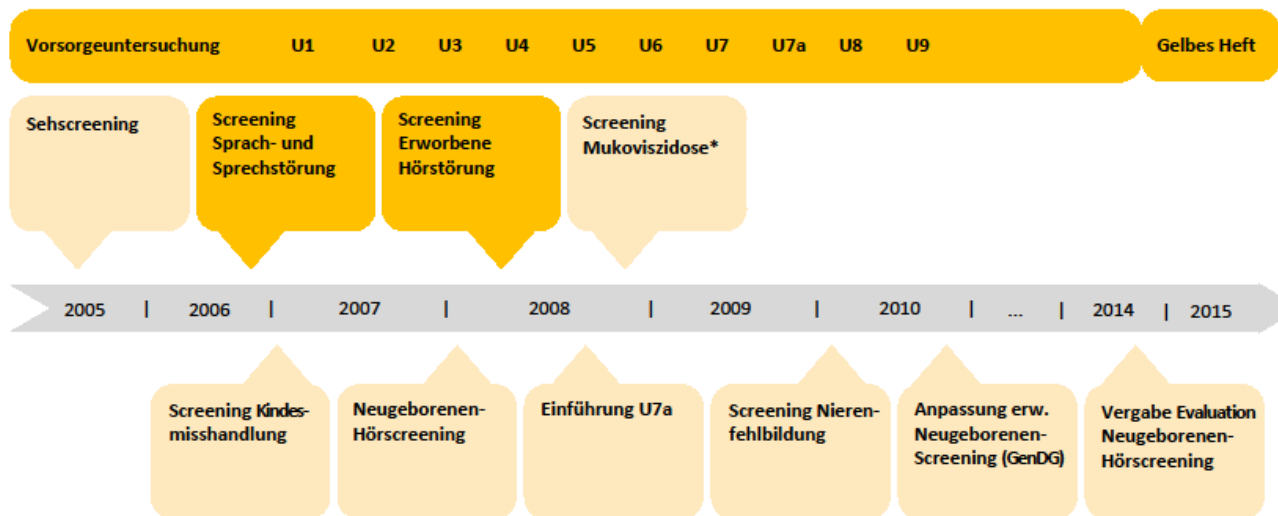 Vorsorgeuntersuchung U1 U2 U3 U4 U5 U6 U7 U7a U8 U9 Gelbes Heft
Sehscreening
Screening
Sprach- und
Sprechstörung
Screening
Erworbene
Hörstörung
Screening
Mukoviszidose*
2005 | 2006 | 2007 | 2008 | 2009 | 2010 | ... | 2014 | 2015
Screening Kindes-
misshandlung
Neugeborenen-
Hörscreening
Einführung U7a
Screening Nieren-
fehlbildung
Anpassung erw.
Neugeborenen-
Screening (GenDG)
Vergabe Evaluation
Neugeborenen-
Hörscreening